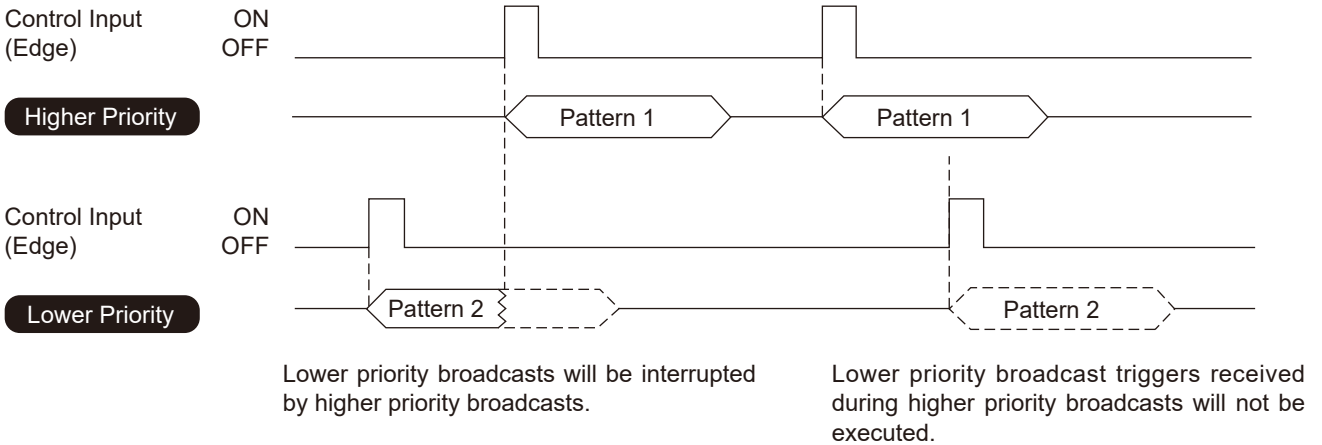 Control Input ON
(Edge) OFF
Higher Priority
Pattern 1 Pattern 1
Control Input ON
(Edge) OFF
Lower Priority
Pattern 2 Pattern 2
Lower priority broadcasts will be interrupted
by higher priority broadcasts.
Lower priority broadcast triggers received
during higher priority broadcasts will not be
executed.